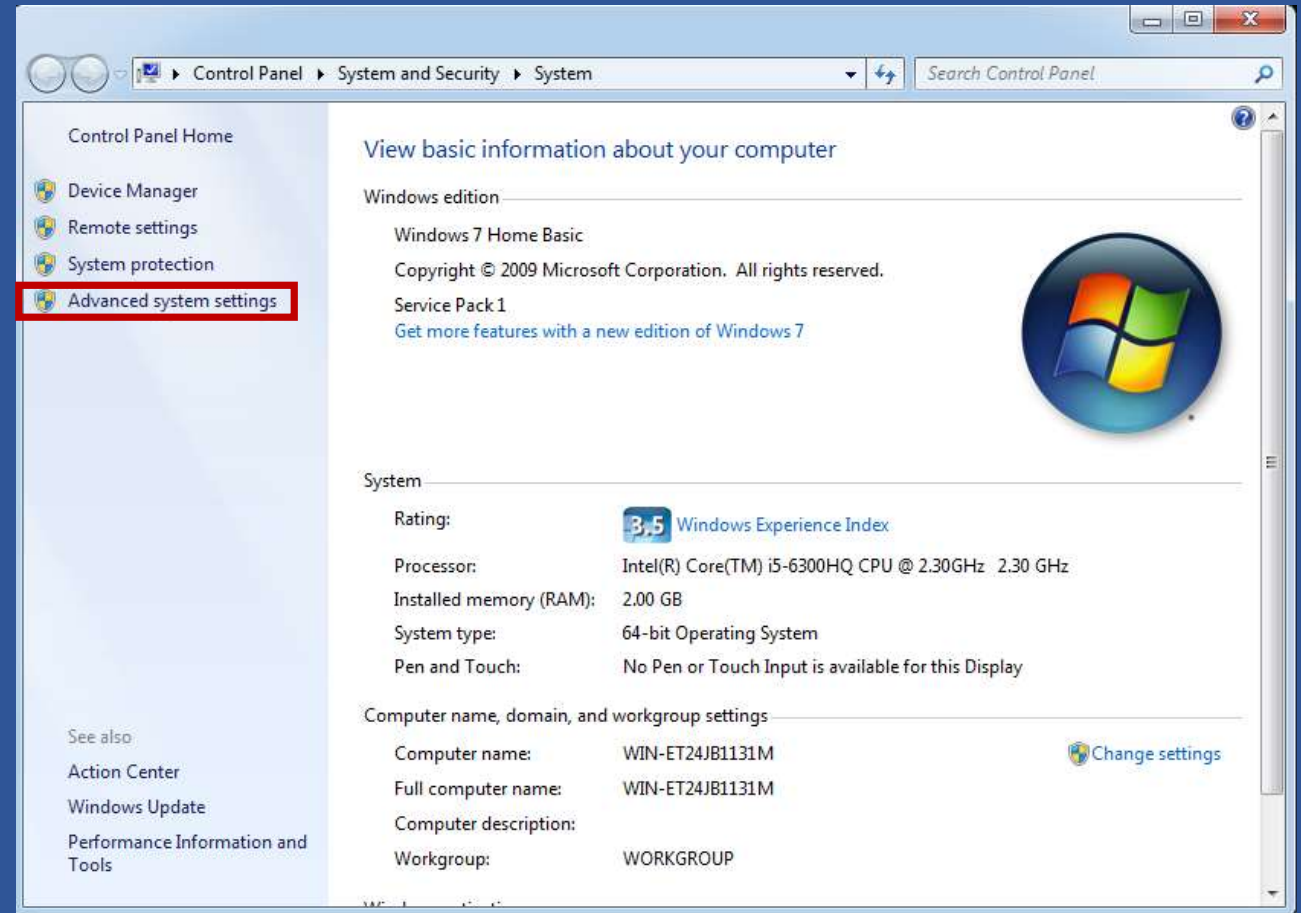 Control Panel ▸ System and Security ▸ System
Search Control Panel
Control Panel Home
Device Manager
Remote settings
System protection
Advanced system settings
See also
Action Center
Windows Update
Performance Information and
Tools
View basic information about your computer
Windows edition
Windows 7 Home Basic
Copyright © 2009 Microsoft Corporation. All rights reserved.
Service Pack 1
Get more features with a new edition of Windows 7
System
Rating: 3,5 Windows Experience Index
Processor: Intel(R) Core(TM) i5-6300HQ CPU @ 2.30GHz 2.30 GHz
Installed memory (RAM): 2.00 GB
System type: 64-bit Operating System
Pen and Touch: No Pen or Touch Input is available for this Display
Computer name, domain, and workgroup settings
Computer name: WIN-ET24JB1131M Change settings
Full computer name: WIN-ET24JB1131M
Computer description:
Workgroup: WORKGROUP